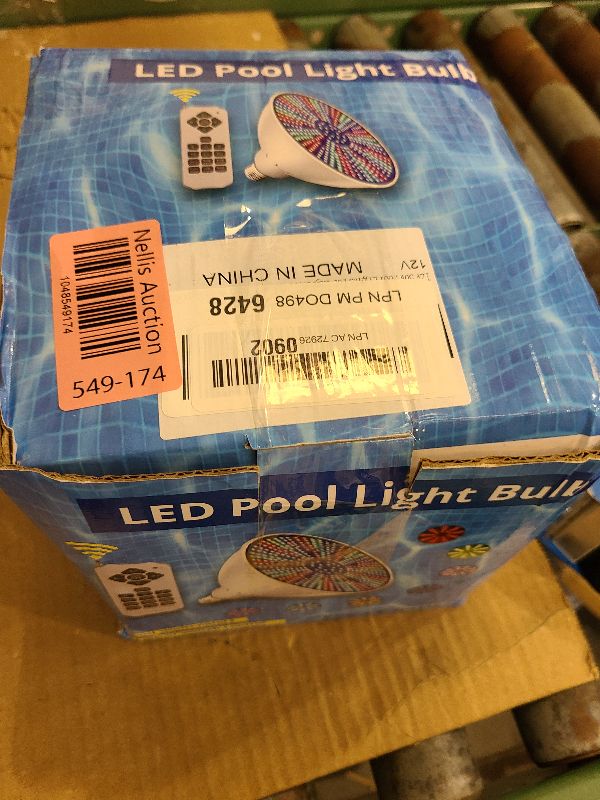 LED Pool Light Bulb
Nellis Auction
1048549174
549-174
12V
MADE IN CHINA
LPN PM DO498 6428
LPN AC 72926 0902
LED Pool Light Bulb